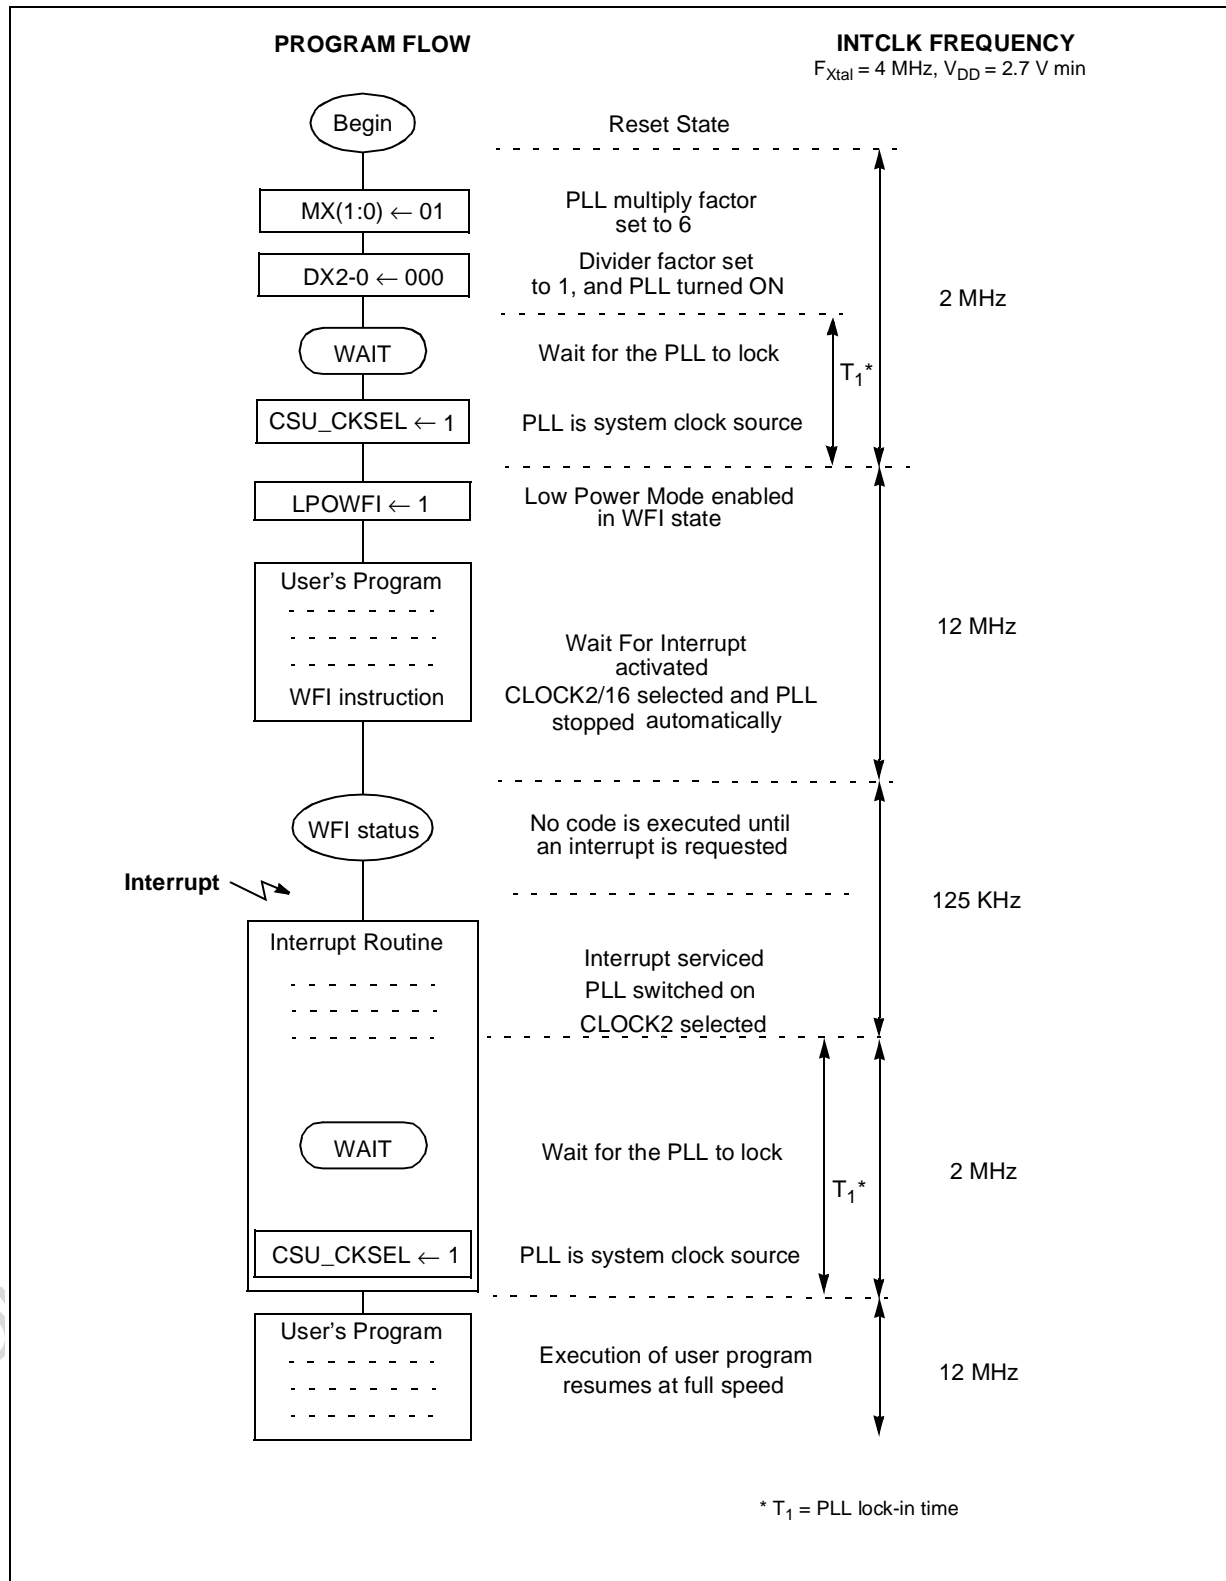 PROGRAM FLOW
INTCLK FREQUENCY
F_Xtal = 4 MHz, V_DD = 2.7 V min
Begin
Reset State
MX(1:0) ← 01
PLL multiply factor
set to 6
DX2-0 ← 000
Divider factor set
to 1, and PLL turned ON
2 MHz
WAIT
Wait for the PLL to lock
T_1*
CSU_CKSEL ← 1
PLL is system clock source
LPOWFI ← 1
Low Power Mode enabled
in WFI state
User's Program
12 MHz
WFI instruction
Wait For Interrupt
activated
CLOCK2/16 selected and PLL
stopped automatically
WFI status
No code is executed until
an interrupt is requested
Interrupt
125 KHz
Interrupt Routine
Interrupt serviced
PLL switched on
CLOCK2 selected
WAIT
Wait for the PLL to lock
T_1*
2 MHz
CSU_CKSEL ← 1
PLL is system clock source
User's Program
Execution of user program
resumes at full speed
12 MHz
* T_1 = PLL lock-in time